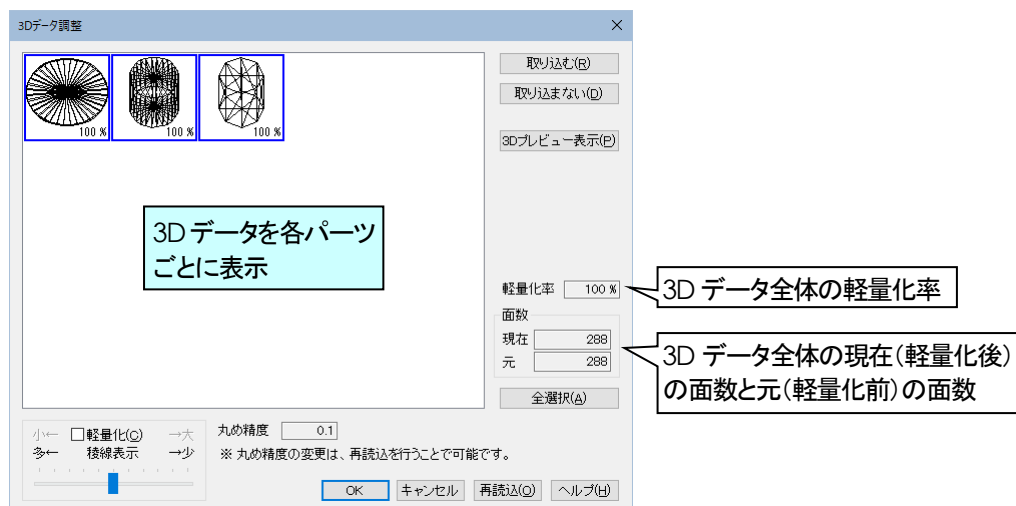 3Dデータ調整
100 %
100 %
100 %
取り込む(R)
取り込まない(D)
3Dプレビュー表示(P)
3D データを各パーツ
ごとに表示
軽量化率 100 %
3D データ全体の軽量化率
面数
現在 288
元 288
3D データ全体の現在(軽量化後)
の面数と元(軽量化前)の面数
全選択(A)
小← 軽量化(C) →大
多← 稜線表示 →少
丸め精度 0.1
※ 丸め精度の変更は、再読込を行うことで可能です。
OK キャンセル 再読込(O) ヘルプ(H)